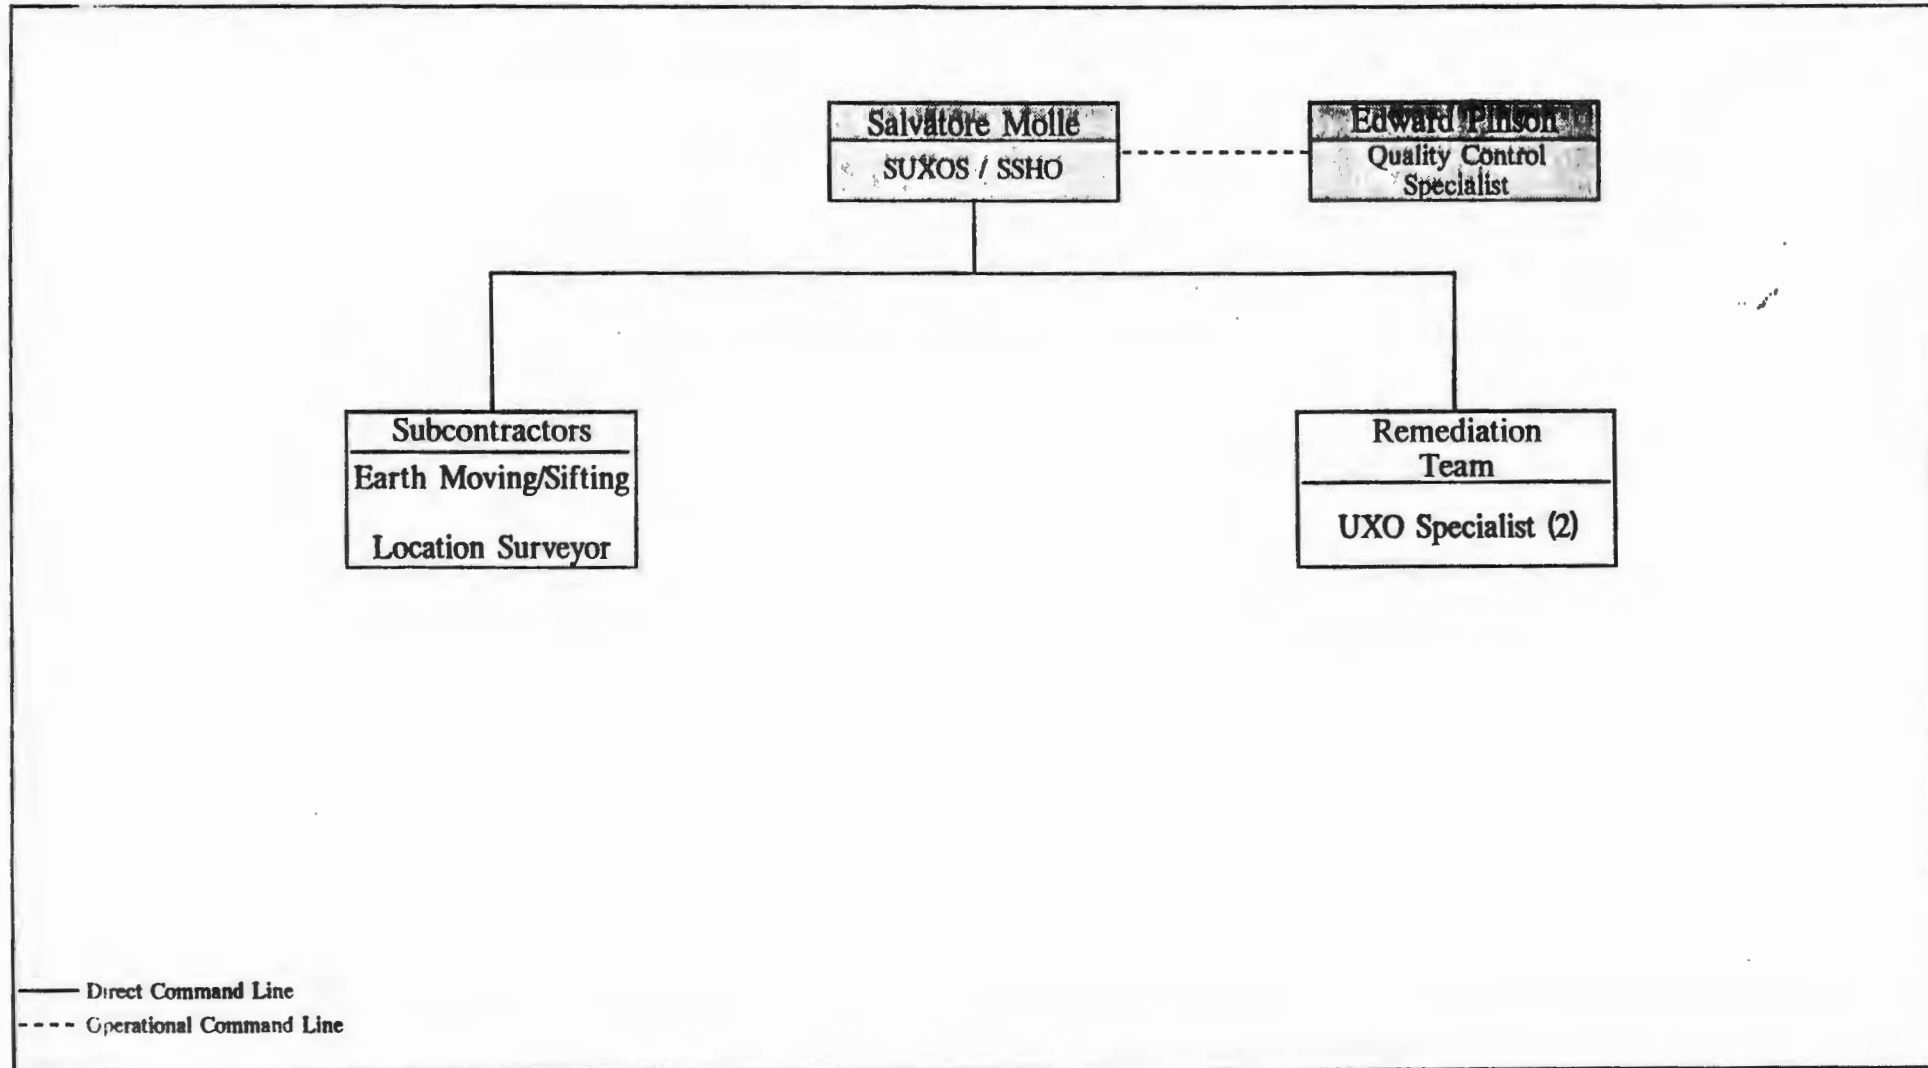 Salvatore Molle
SUXOS / SSHO
Edward Pinson
Quality Control
Specialist
Subcontractors
Earth Moving/Sifting
Location Surveyor
Remediation
Team
UXO Specialist (2)
Direct Command Line
Operational Command Line